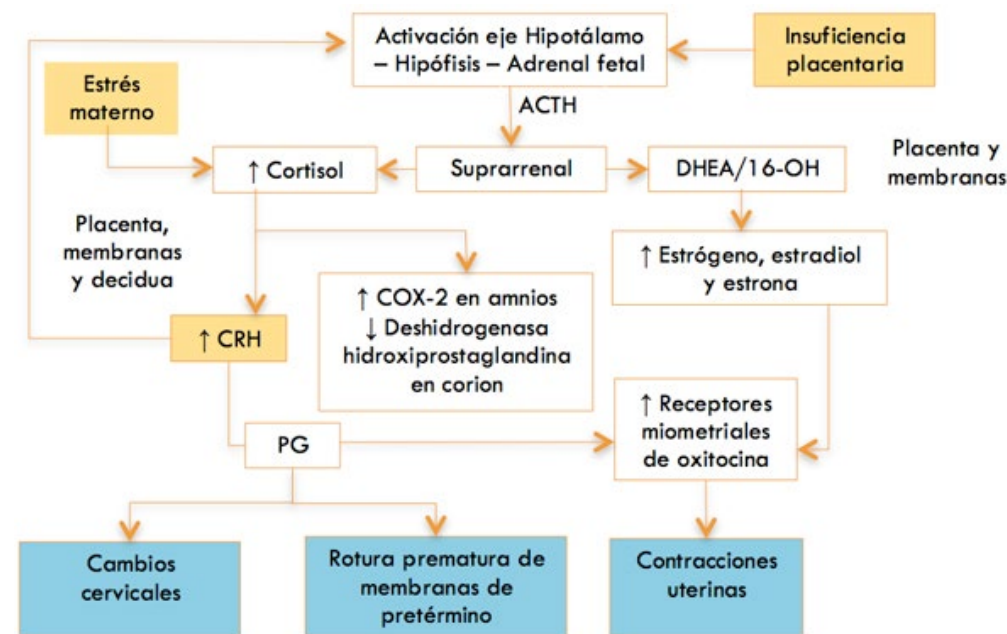 Activación eje Hipotálamo
– Hipófisis – Adrenal fetal
Insuficiencia
placentaria
Estrés
materno
ACTH
↑ Cortisol
Suprarrenal
DHEA/16-OH
Placenta y
membranas
Placenta,
membranas
y decidua
↑ Estrógeno, estradiol
y estrona
↑ COX-2 en amnios
↓ Deshidrogenasa
hidroxiprostaglandina
en corion
↑ CRH
↑ Receptores
miometriales
de oxitocina
PG
Cambios
cervicales
Rotura prematura de
membranas de
pretérmino
Contracciones
uterinas